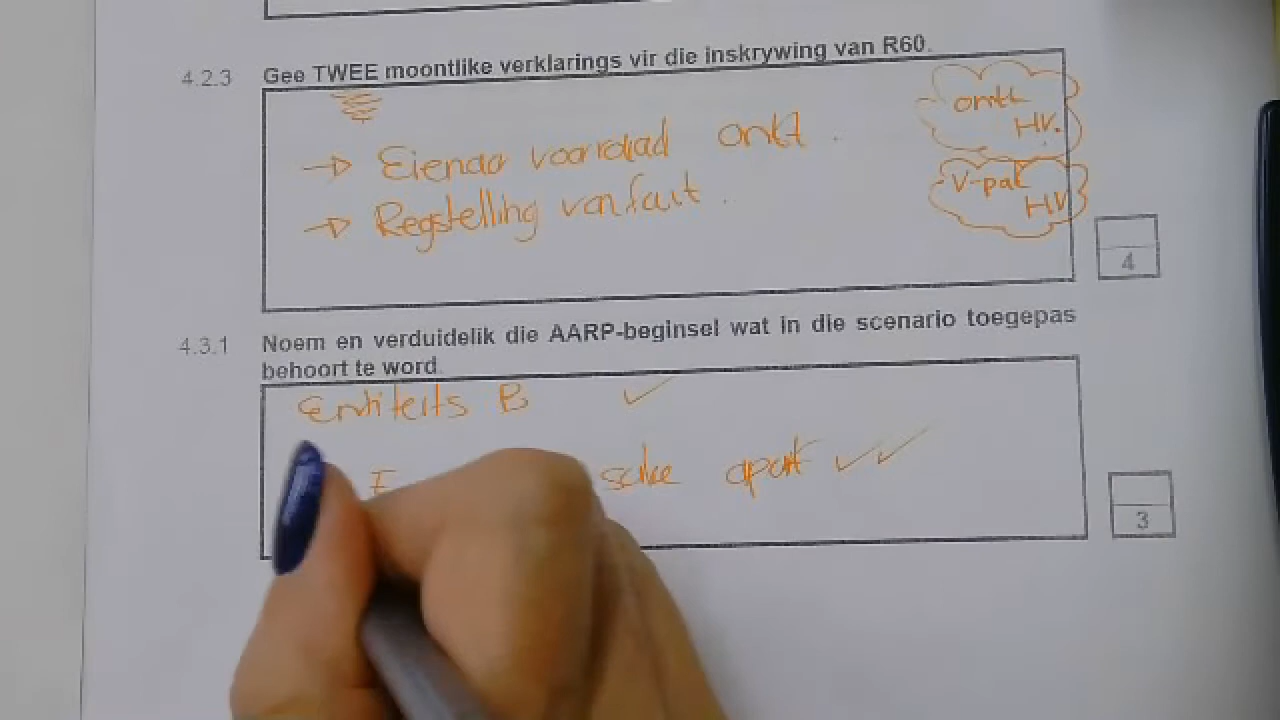 4.2.3 Gee TWEE moontlike verklarings vir die inskrywing van R60.
ontt
HV.
→ Eienaar voorraad ontt.
V-pak
HV
→ Regstelling van fout.
4
4.3.1 Noem en verduidelik die AARP-beginsel wat in die scenario toegepas
behoort te word.
Entiteits B ✓
sake apart ✓✓
3